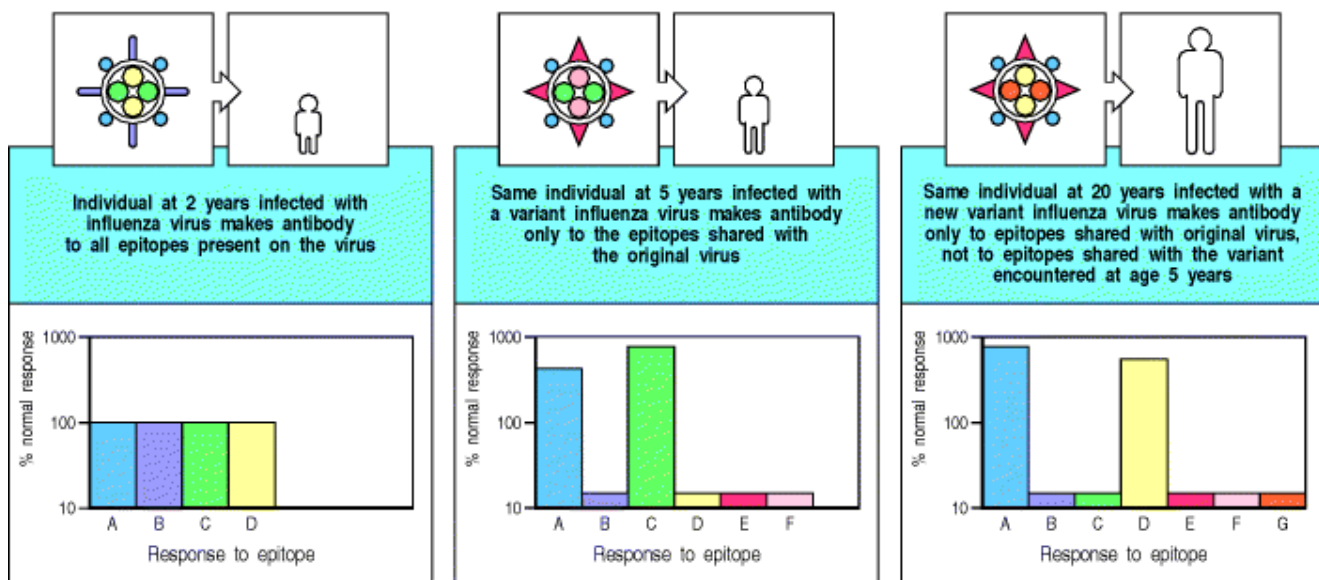 Individual at 2 years infected with
influenza virus makes antibody
to all epitopes present on the virus
% normal response
1000
100
10
A B C D
Response to epitope
Same individual at 5 years infected with
a variant influenza virus makes antibody
only to the epitopes shared with
the original virus
% normal response
1000
100
10
A B C D E F
Response to epitope
Same individual at 20 years infected with a
new variant influenza virus makes antibody
only to epitopes shared with original virus,
not to epitopes shared with the variant
encountered at age 5 years
% normal response
1000
100
10
A B C D E F G
Response to epitope